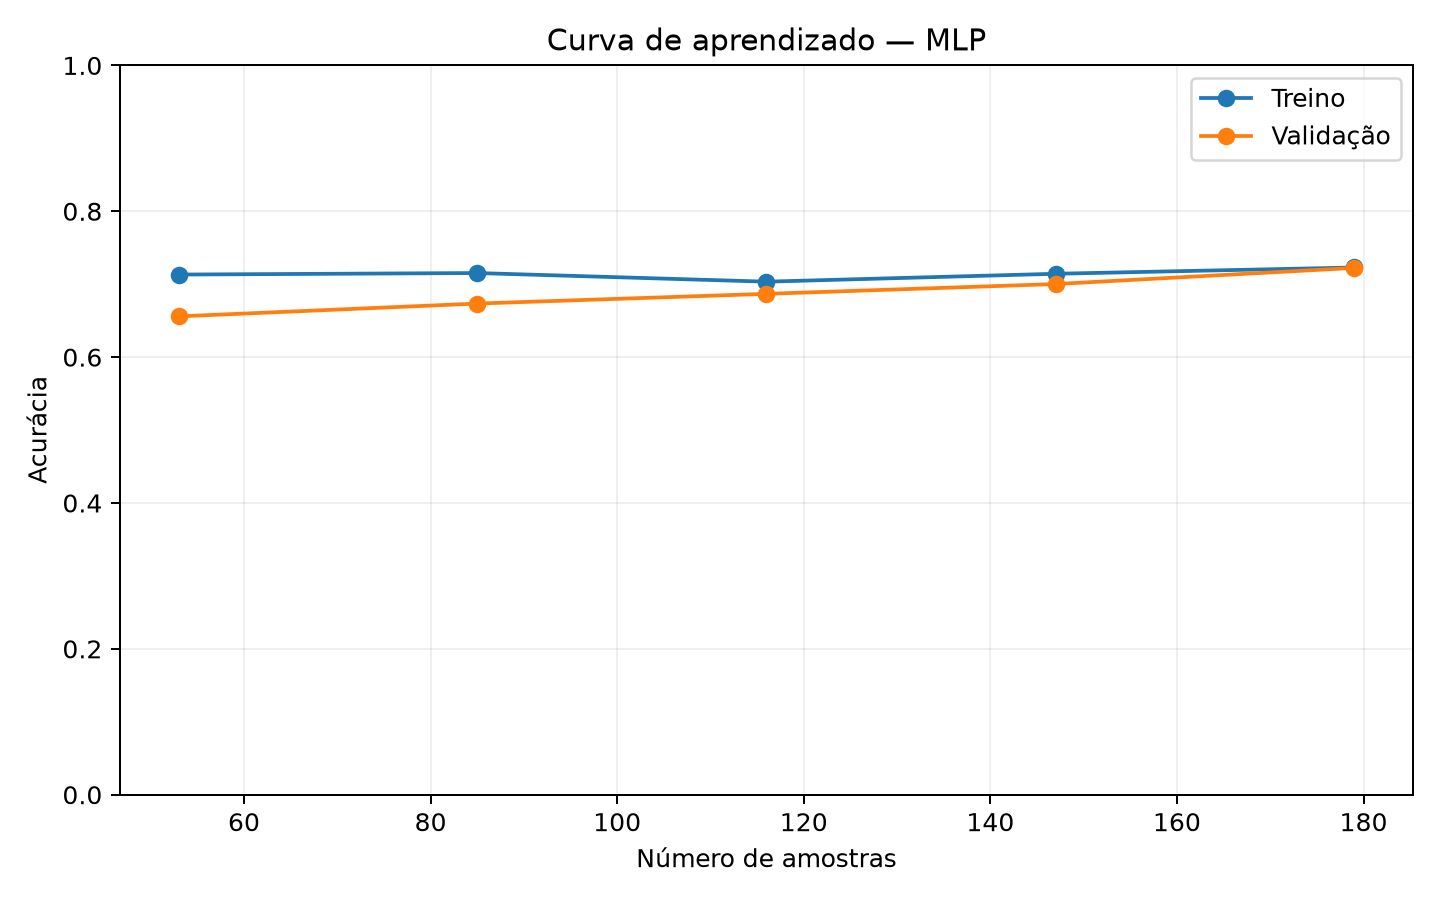 Curva de aprendizado — MLP
Treino
Validação
1.0
0.8
0.6
0.4
0.2
0.0
Acurácia
60 80 100 120 140 160 180
Número de amostras